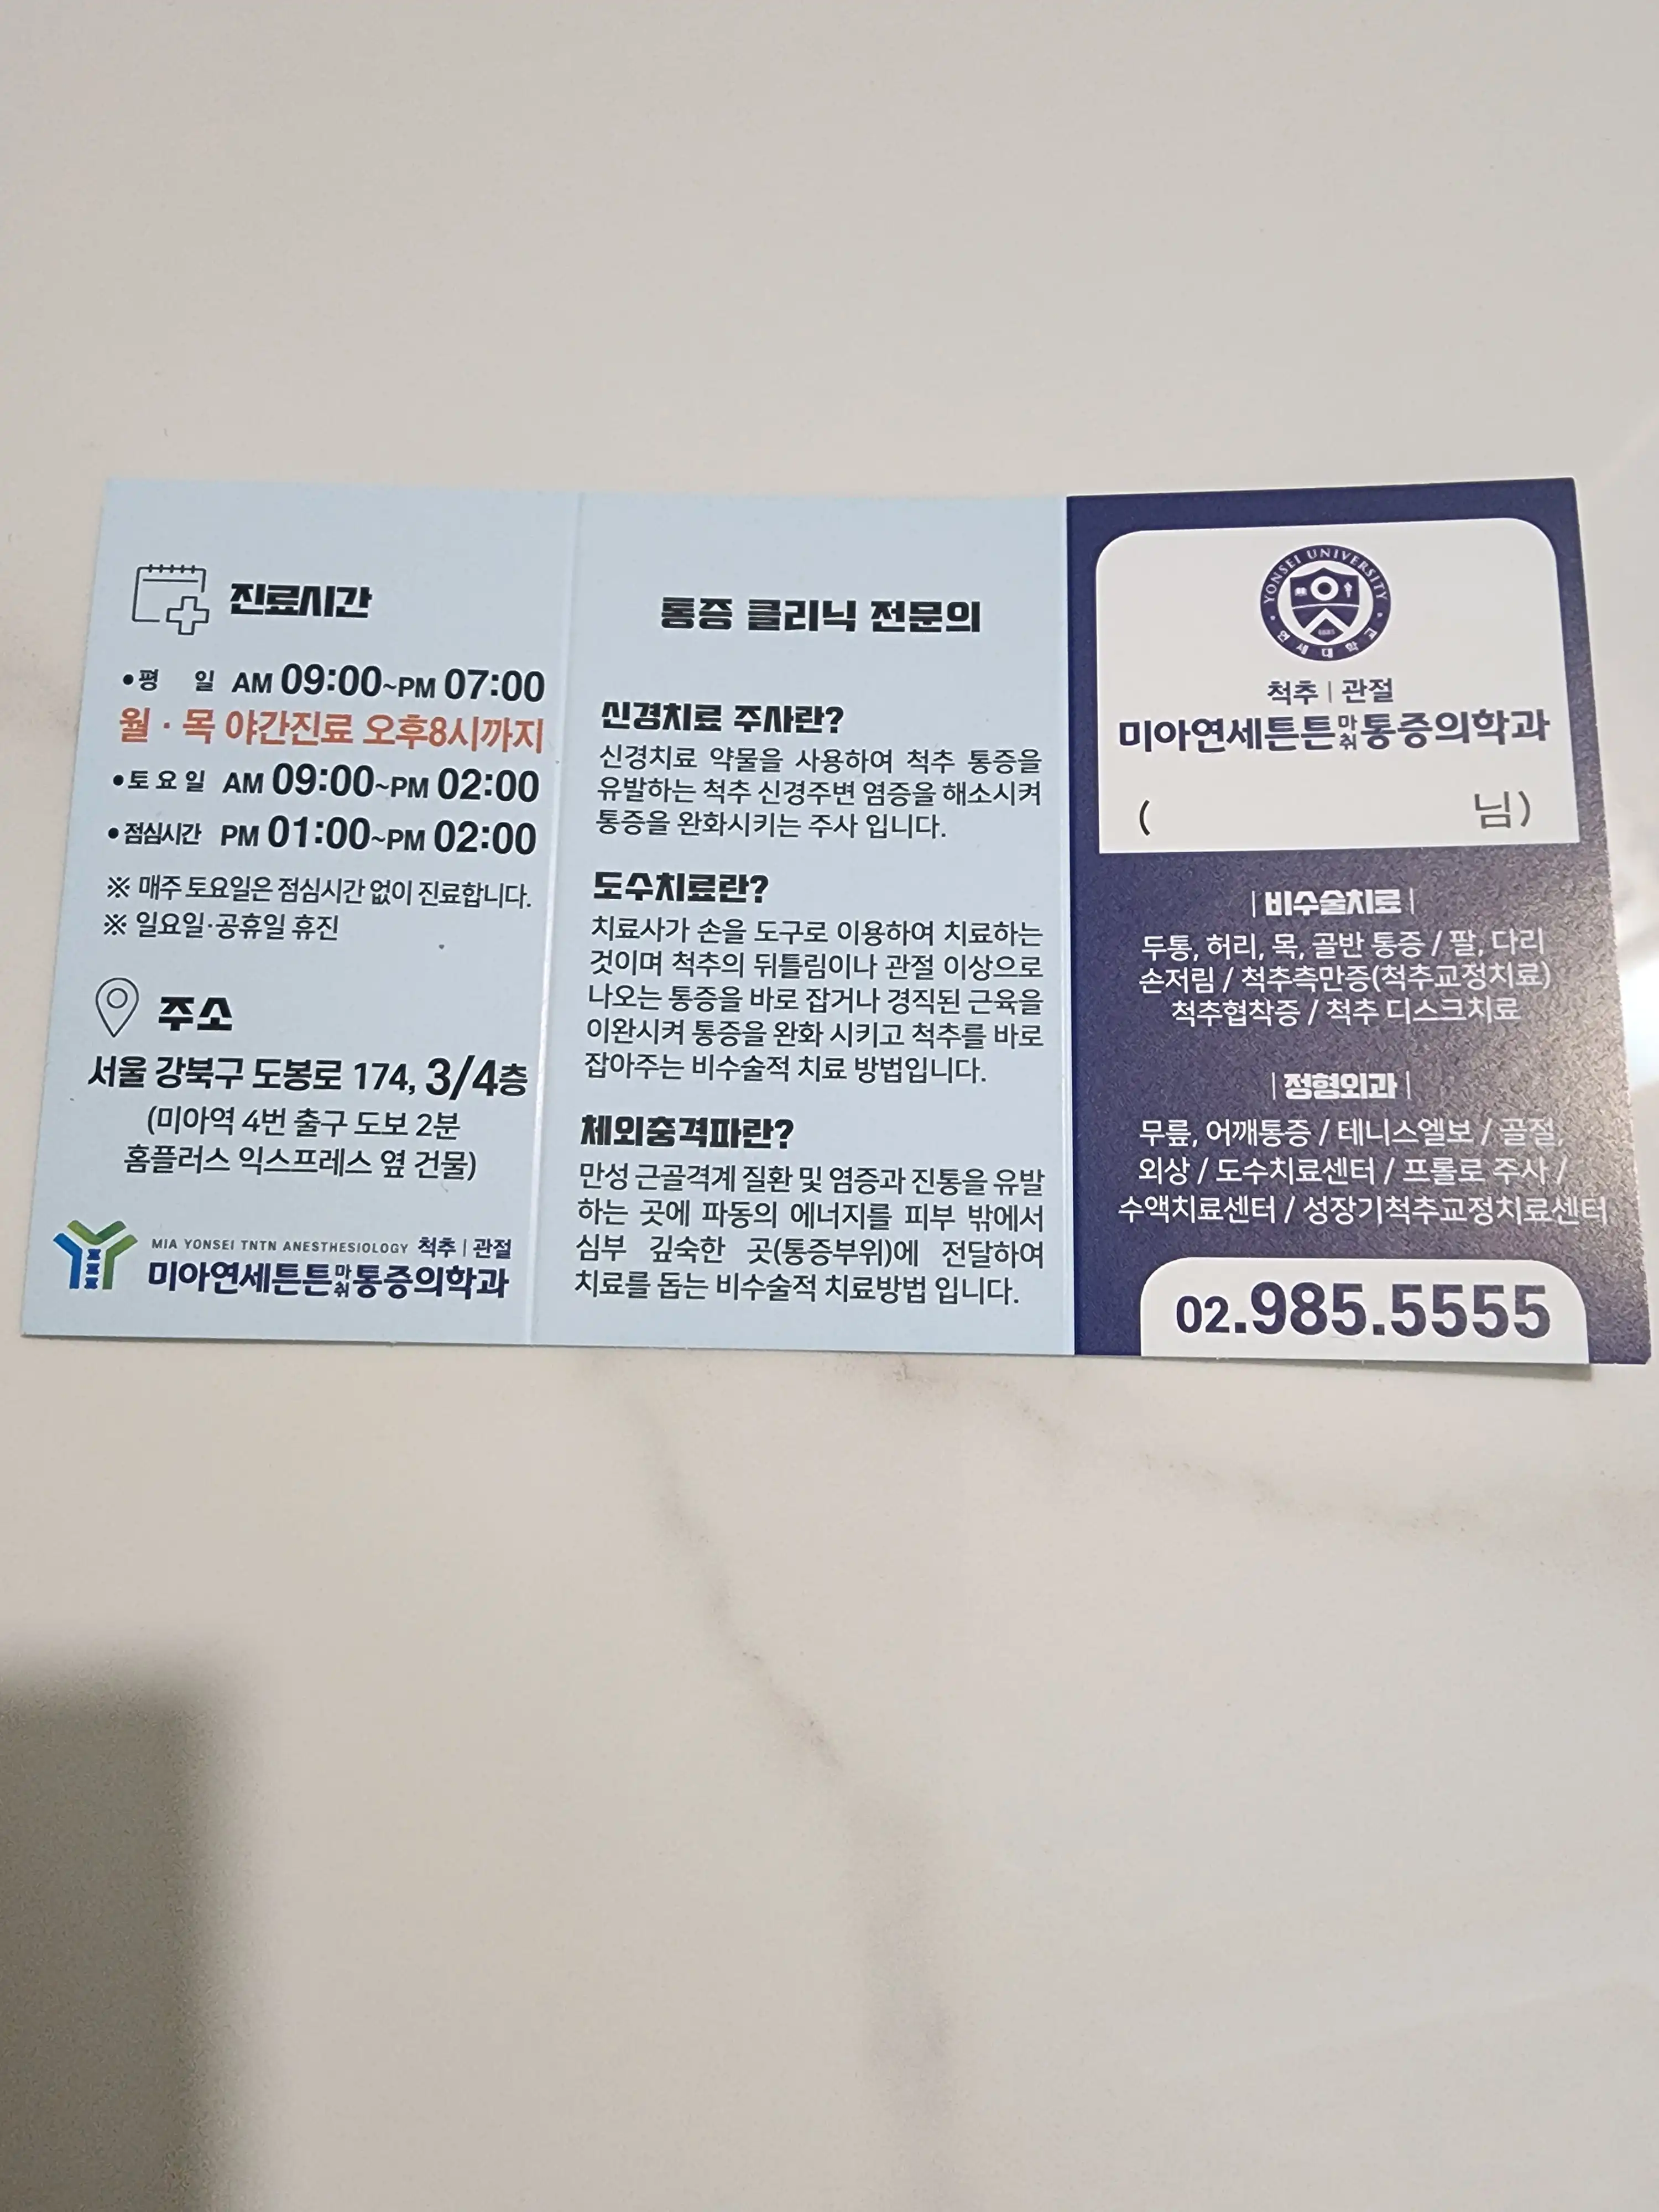 진료시간
•평 일 AM 09:00~PM 07:00
월 · 목 야간진료 오후8시까지
•토요일 AM 09:00~PM 02:00
•점심시간 PM 01:00~PM 02:00
※ 매주 토요일은 점심시간 없이 진료합니다.
※ 일요일·공휴일 휴진
주소
서울 강북구 도봉로 174, 3/4층
(미아역 4번 출구 도보 2분
홈플러스 익스프레스 옆 건물)
MIA YONSEI TNTN ANESTHESIOLOGY 척추 | 관절
미아연세튼튼마취통증의학과
통증 클리닉 전문의
신경치료 주사란?
신경치료 약물을 사용하여 척추 통증을
유발하는 척추 신경주변 염증을 해소시켜
통증을 완화시키는 주사 입니다.
도수치료란?
치료사가 손을 도구로 이용하여 치료하는
것이며 척추의 뒤틀림이나 관절 이상으로
나오는 통증을 바로 잡거나 경직된 근육을
이완시켜 통증을 완화 시키고 척추를 바로
잡아주는 비수술적 치료 방법입니다.
체외충격파란?
만성 근골격계 질환 및 염증과 진통을 유발
하는 곳에 파동의 에너지를 피부 밖에서
심부 깊숙한 곳(통증부위)에 전달하여
치료를 돕는 비수술적 치료방법 입니다.
YONSEI UNIVERSITY
1885
연세대학교
척추 | 관절
미아연세튼튼마취통증의학과
( 님)
| 비수술치료 |
두통, 허리, 목, 골반 통증 / 팔, 다리
손저림 / 척추측만증(척추교정치료)
척추협착증 / 척추 디스크치료
| 정형외과 |
무릎, 어깨통증 / 테니스엘보 / 골절,
외상 / 도수치료센터 / 프롤로 주사 /
수액치료센터 / 성장기척추교정치료센터
02.985.5555